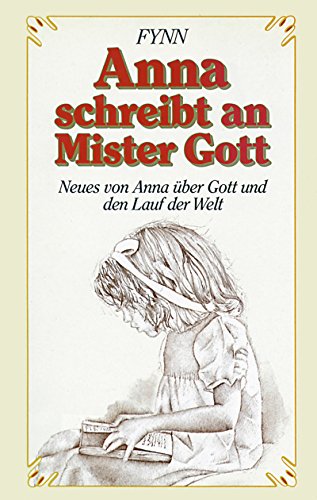 FYNN
Anna
schreibt an
Mister Gott
Neues von Anna über Gott und
den Lauf der Welt